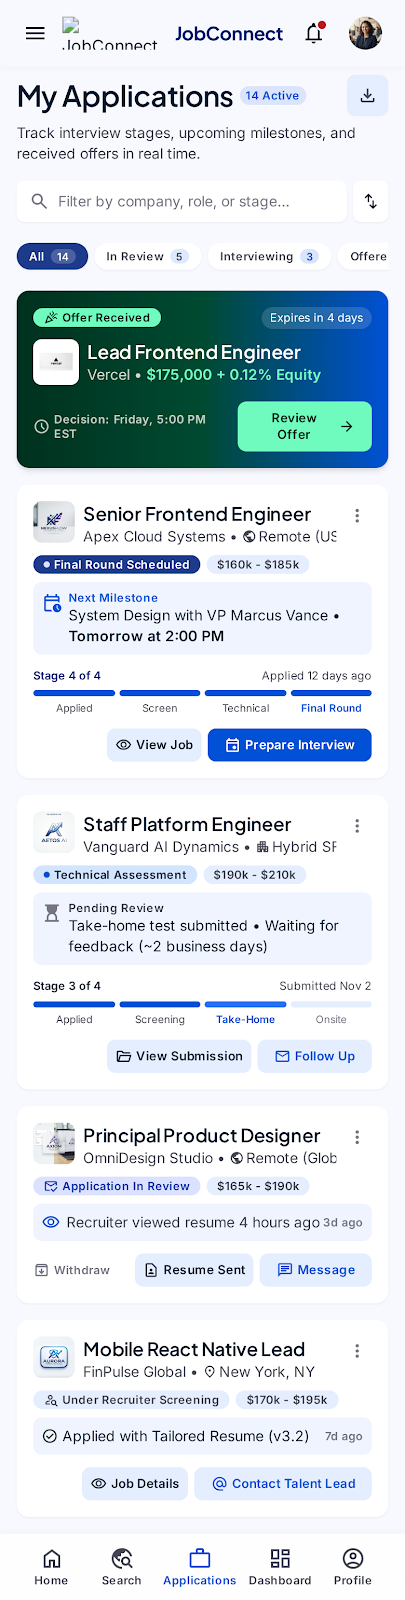 JobConnect
JobConnect
My Applications
14 Active
Track interview stages, upcoming milestones, and
received offers in real time.
Filter by company, role, or stage...
All 14
In Review 5
Interviewing 3
Offere
Offer Received
Expires in 4 days
Lead Frontend Engineer
Vercel • $175,000 + 0.12% Equity
Decision: Friday, 5:00 PM
EST
Review
Offer
Senior Frontend Engineer
Apex Cloud Systems • Remote (US
Final Round Scheduled
$160k - $185k
Next Milestone
System Design with VP Marcus Vance •
Tomorrow at 2:00 PM
Stage 4 of 4
Applied 12 days ago
Applied
Screen
Technical
Final Round
View Job
Prepare Interview
AETOS AI
Staff Platform Engineer
Vanguard AI Dynamics • Hybrid SF
Technical Assessment
$190k - $210k
Pending Review
Take-home test submitted • Waiting for
feedback (~2 business days)
Stage 3 of 4
Submitted Nov 2
Applied
Screening
Take-Home
Onsite
View Submission
Follow Up
AXIOM
Principal Product Designer
OmniDesign Studio • Remote (Glob
Application In Review
$165k - $190k
Recruiter viewed resume 4 hours ago
3d ago
Withdraw
Resume Sent
Message
AURORA
Mobile React Native Lead
FinPulse Global • New York, NY
Under Recruiter Screening
$170k - $195k
Applied with Tailored Resume (v3.2)
7d ago
Job Details
Contact Talent Lead
Home
Search
Applications
Dashboard
Profile